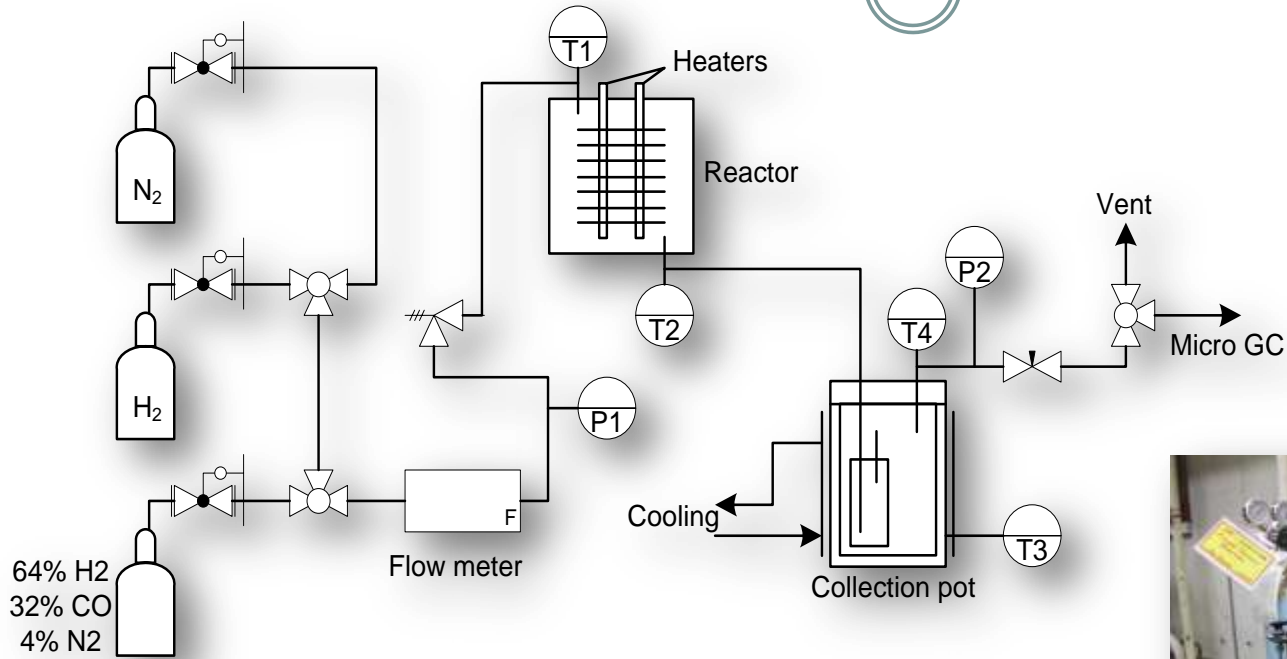 T1
Heaters
N₂
Reactor
Vent
P2
T2
T4
Micro GC
H₂
P1
F
Flow meter
Cooling
T3
Collection pot
64% H2
32% CO
4% N2